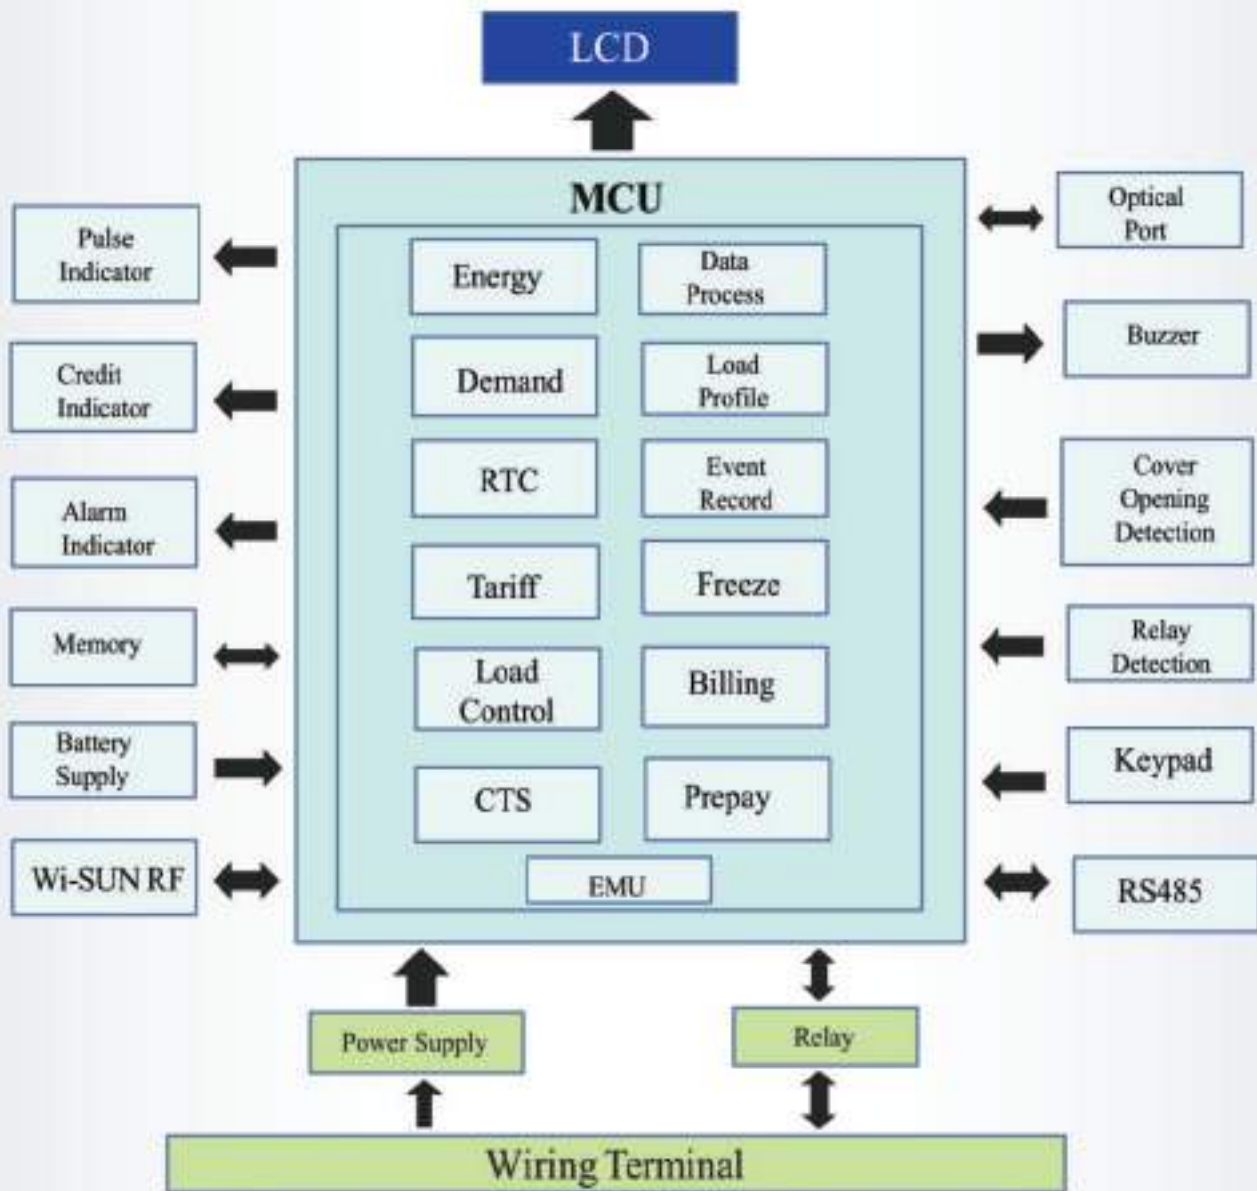 LCD
MCU
Pulse
Indicator
Credit
Indicator
Alarm
Indicator
Memory
Battery
Supply
Wi-SUN RF
Energy
Data
Process
Demand
Load
Profile
RTC
Event
Record
Tariff
Freeze
Load
Control
Billing
CTS
Prepay
EMU
Optical
Port
Buzzer
Cover
Opening
Detection
Relay
Detection
Keypad
RS485
Power Supply
Relay
Wiring Terminal